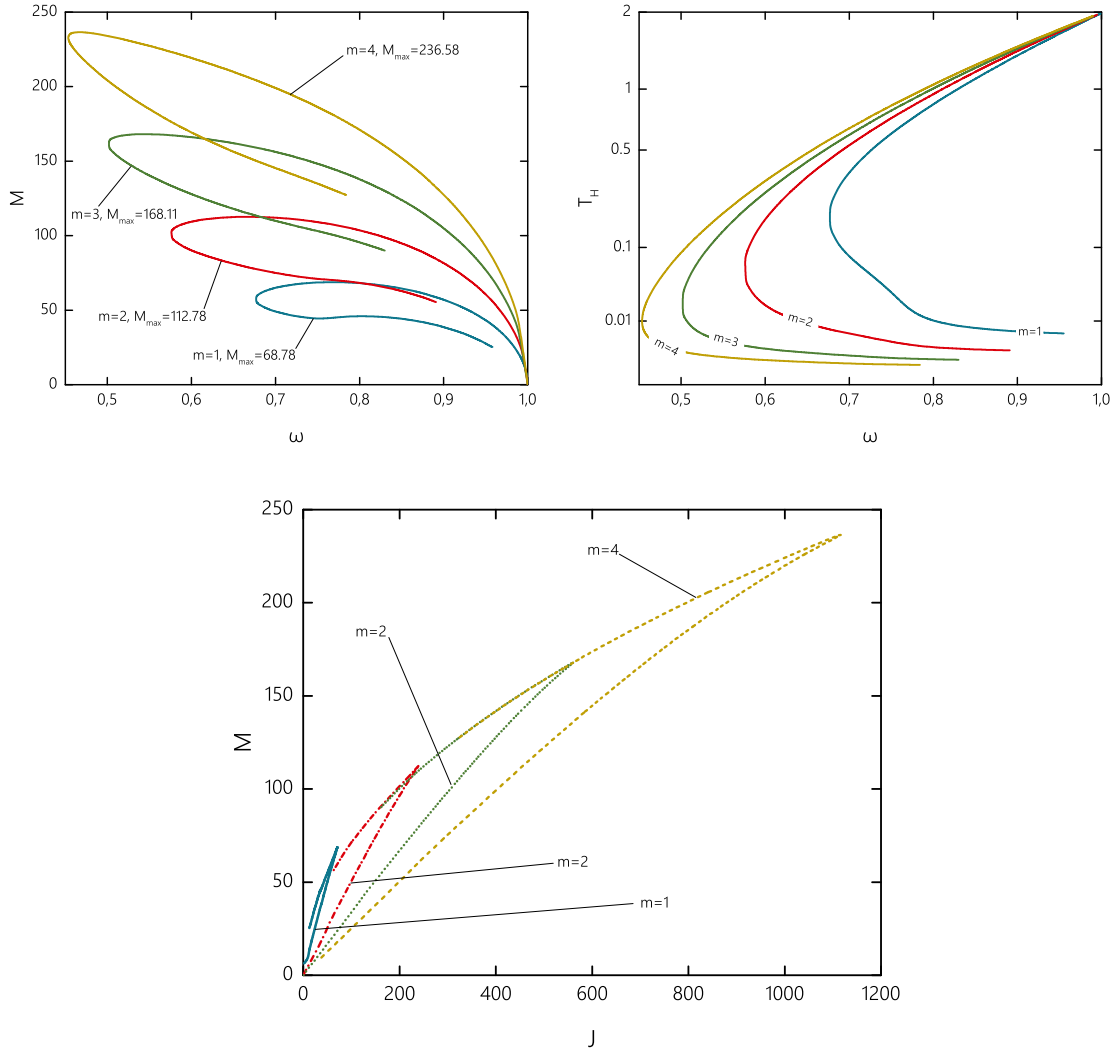 250
200
150
100
50
0
M
m=4, Mmax=236.58
m=3, Mmax=168.11
m=2, Mmax=112.78
m=1, Mmax=68.78
0,5 0,6 0,7 0,8 0,9 1,0
ω
2
1
0.5
0.1
0.01
TH
m=1
m=2
m=3
m=4
0,5 0,6 0,7 0,8 0,9 1,0
ω
250
200
150
100
50
0
M
m=4
m=2
m=2
m=1
0 200 400 600 800 1000 1200
J